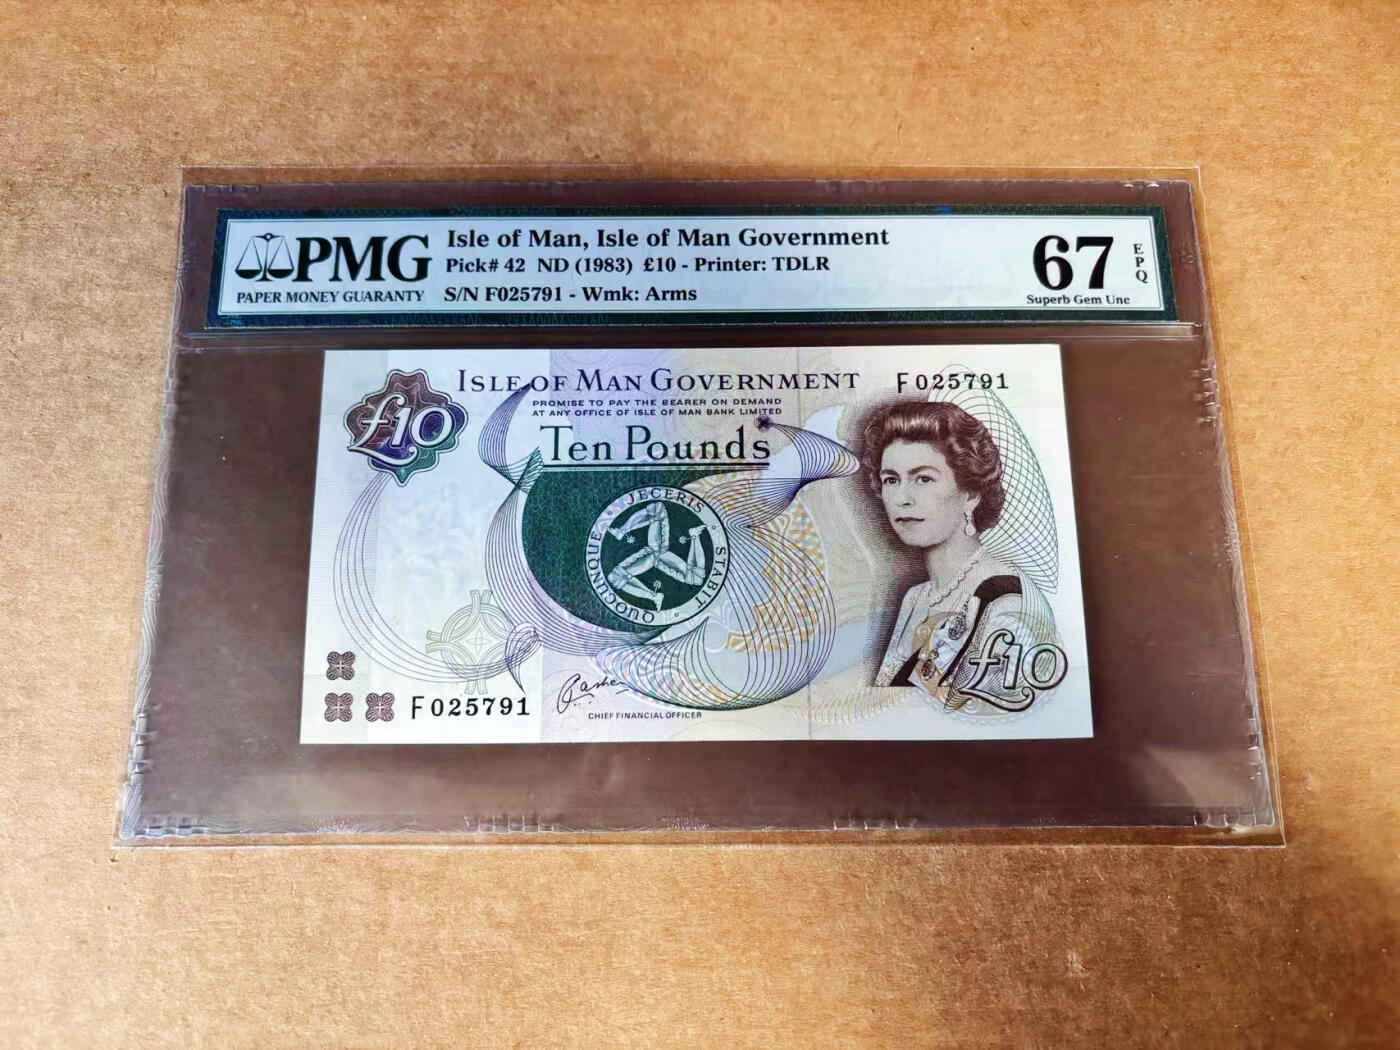 PMG
PAPER MONEY GUARANTY
Isle of Man, Isle of Man Government
Pick# 42 ND (1983) £10 - Printer: TDLR
S/N F025791 - Wmk: Arms
67
EPQ
Superb Gem Unc
£10
ISLE OF MAN GOVERNMENT
F 025791
PROMISE TO PAY THE BEARER ON DEMAND
AT ANY OFFICE OF ISLE OF MAN BANK LIMITED
Ten Pounds
QUOCUNQUE JECERIS STABIT
£10
F 025791
CHIEF FINANCIAL OFFICER